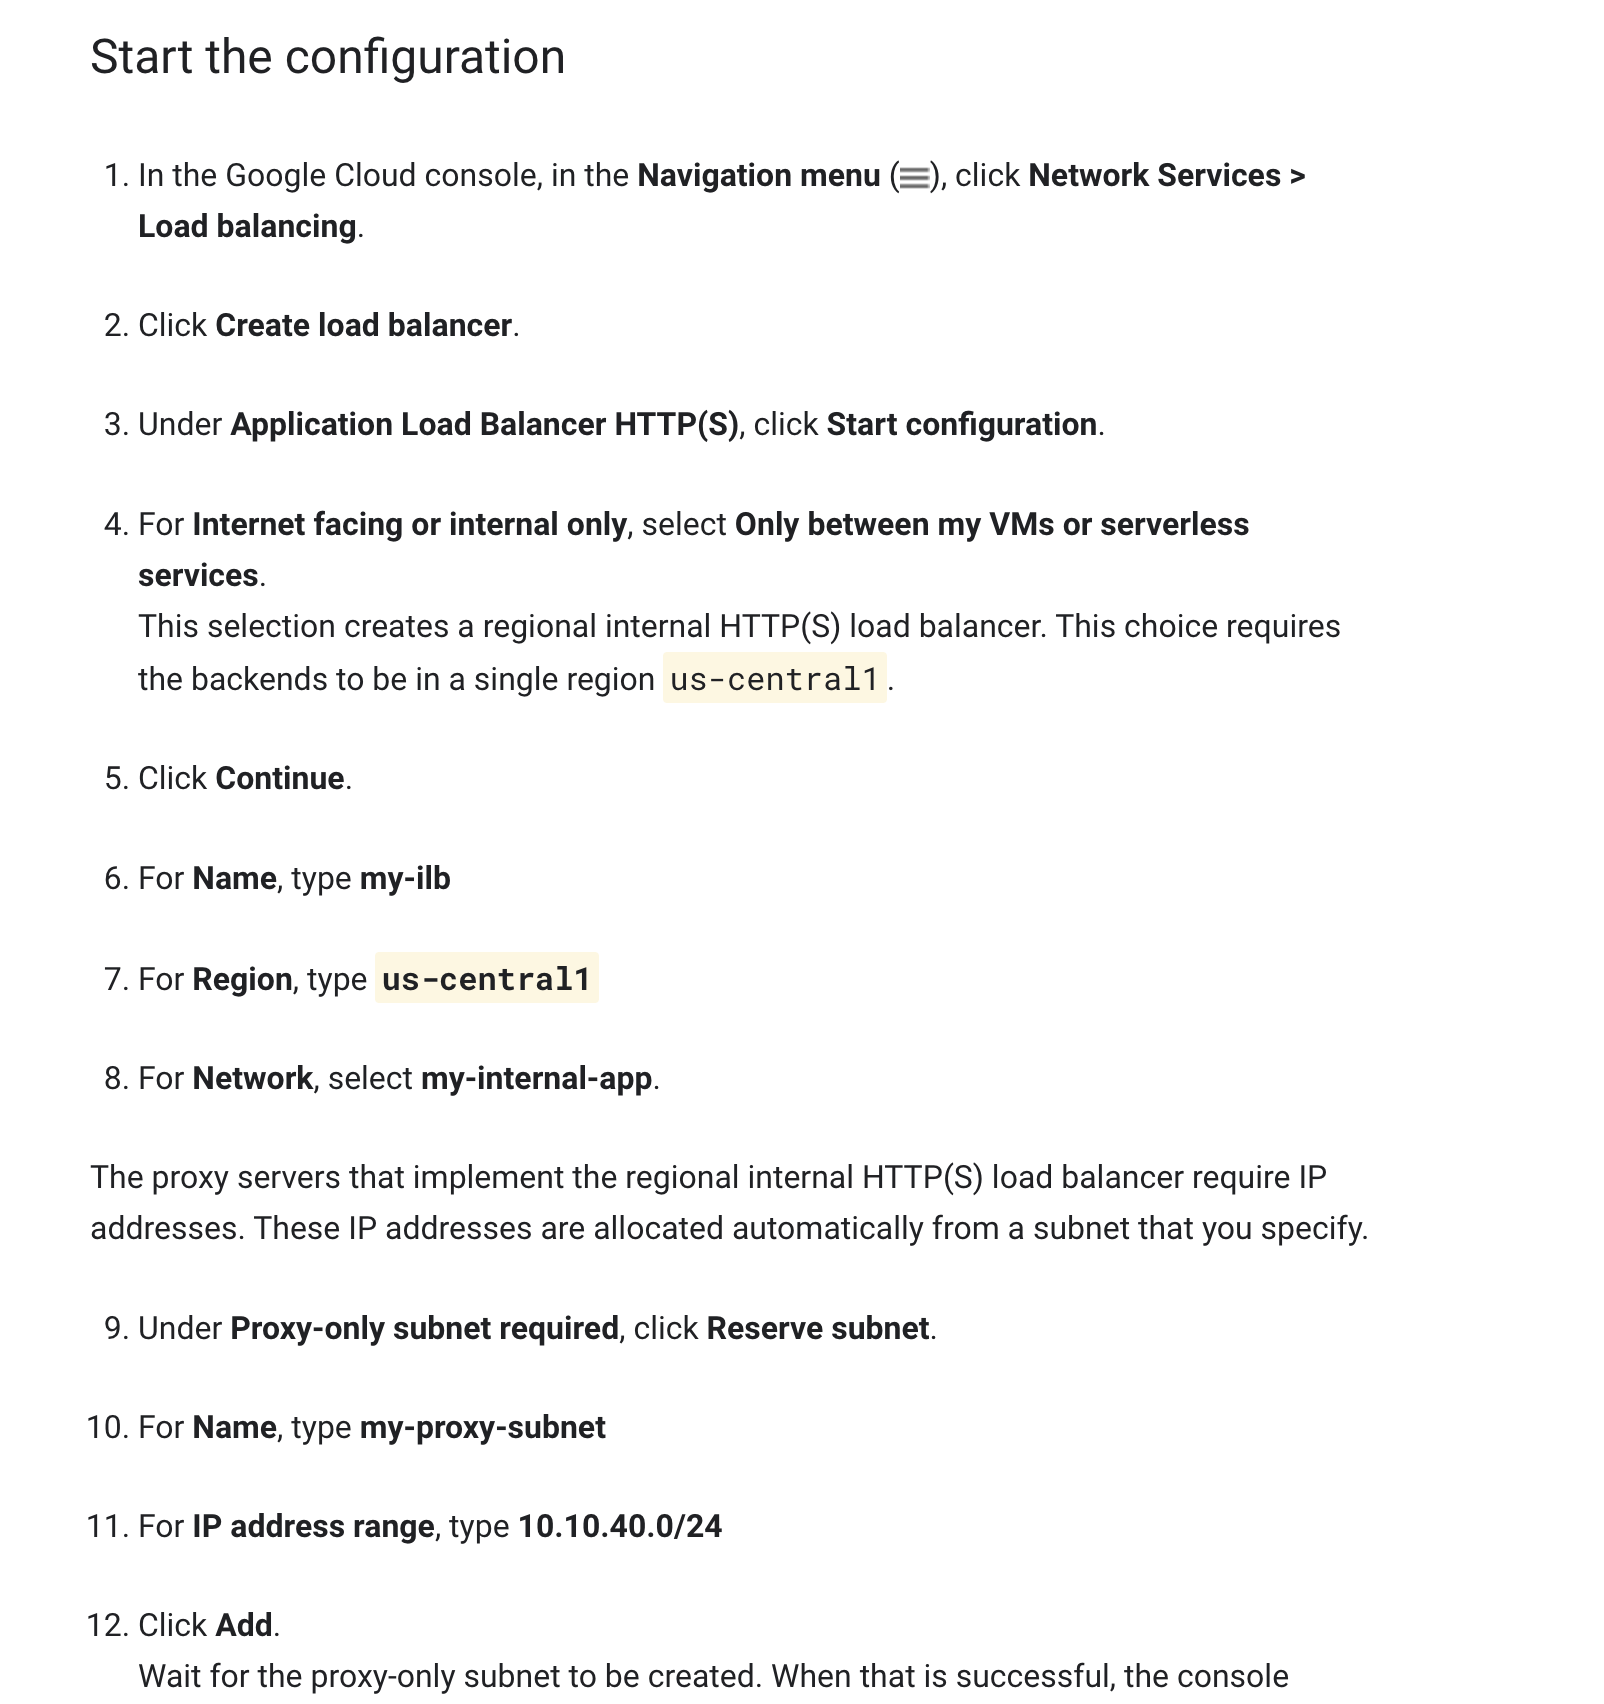 Start the configuration
1. In the Google Cloud console, in the Navigation menu (), click Network Services >
Load balancing.
2. Click Create load balancer.
3. Under Application Load Balancer HTTP(S), click Start configuration.
4. For Internet facing or internal only, select Only between my VMs or serverless
services.
This selection creates a regional internal HTTP(S) load balancer. This choice requires
the backends to be in a single region us-central1.
5. Click Continue.
6. For Name, type my-ilb
7. For Region, type us-central1
8. For Network, select my-internal-app.
The proxy servers that implement the regional internal HTTP(S) load balancer require IP
addresses. These IP addresses are allocated automatically from a subnet that you specify.
9. Under Proxy-only subnet required, click Reserve subnet.
10. For Name, type my-proxy-subnet
11. For IP address range, type 10.10.40.0/24
12. Click Add.
Wait for the proxy-only subnet to be created. When that is successful, the console